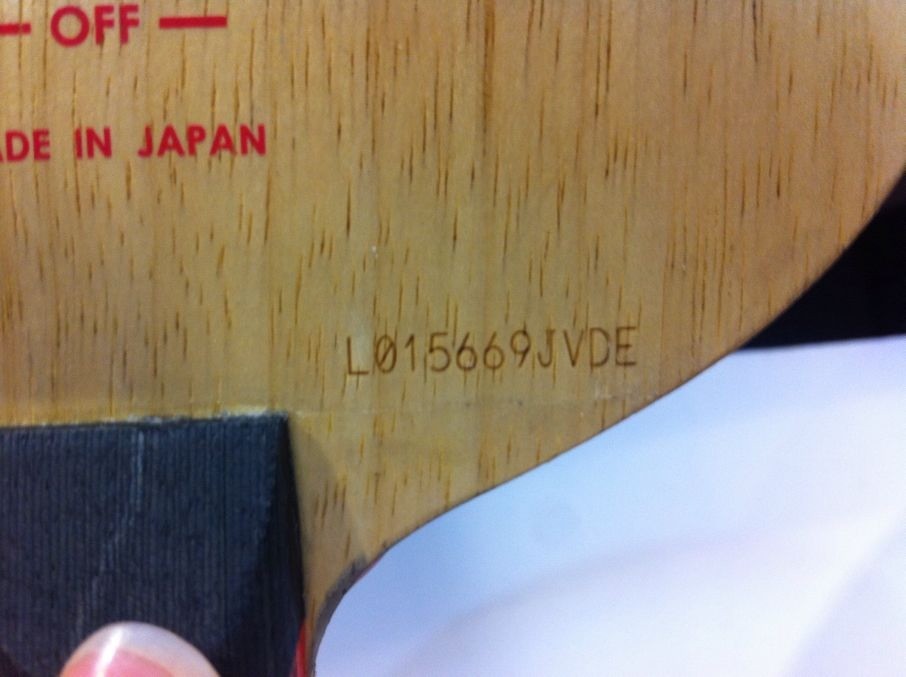 — OFF —
ADE IN JAPAN
L015669JVDE